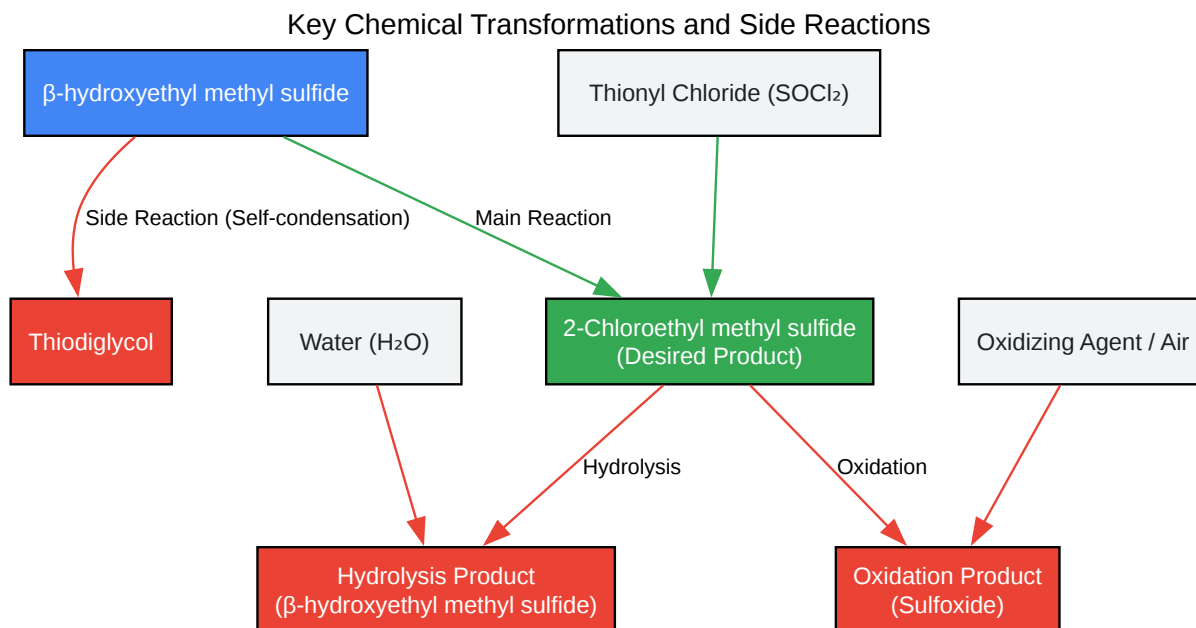 Key Chemical Transformations and Side Reactions
β-hydroxyethyl methyl sulfide
Thionyl Chloride (SOCl₂)
Side Reaction (Self-condensation)
Main Reaction
Thiodiglycol
Water (H₂O)
2-Chloroethyl methyl sulfide
(Desired Product)
Oxidizing Agent / Air
Hydrolysis
Oxidation
Hydrolysis Product
(β-hydroxyethyl methyl sulfide)
Oxidation Product
(Sulfoxide)